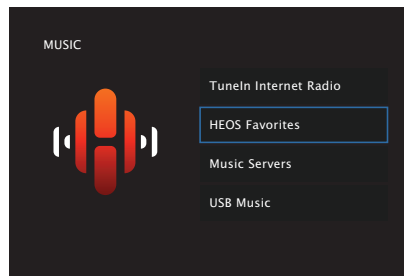 MUSIC
TuneIn Internet Radio
HEOS Favorites
Music Servers
USB Music